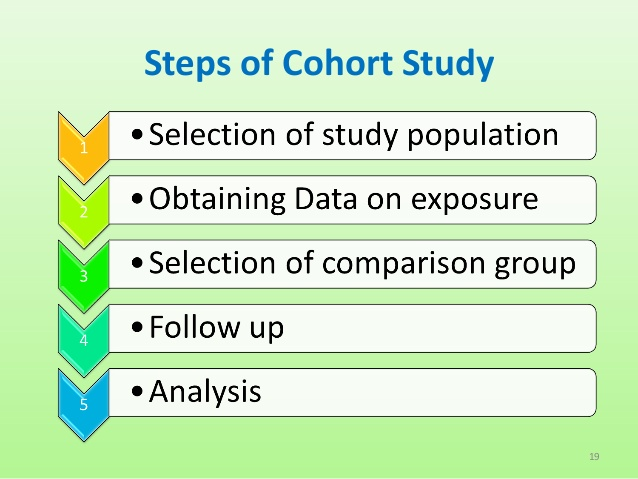 Steps of Cohort Study
1
•Selection of study population
2
•Obtaining Data on exposure
3
•Selection of comparison group
4
•Follow up
5
•Analysis
19